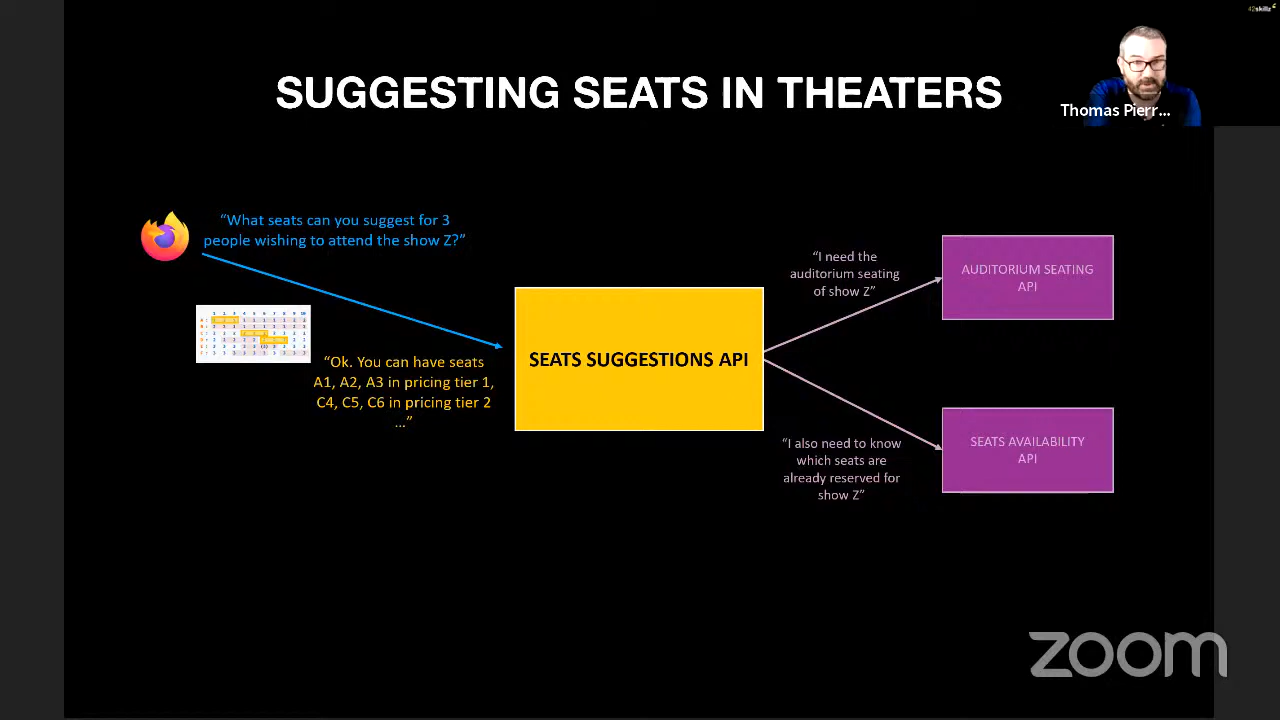 42skillz
SUGGESTING SEATS IN THEATERS
Thomas Pierr...
“What seats can you suggest for 3
people wishing to attend the show Z?”
“Ok. You can have seats
A1, A2, A3 in pricing tier 1,
C4, C5, C6 in pricing tier 2
...”
SEATS SUGGESTIONS API
“I need the
auditorium seating
of show Z”
AUDITORIUM SEATING
API
“I also need to know
which seats are
already reserved for
show Z”
SEATS AVAILABILITY
API
zoom